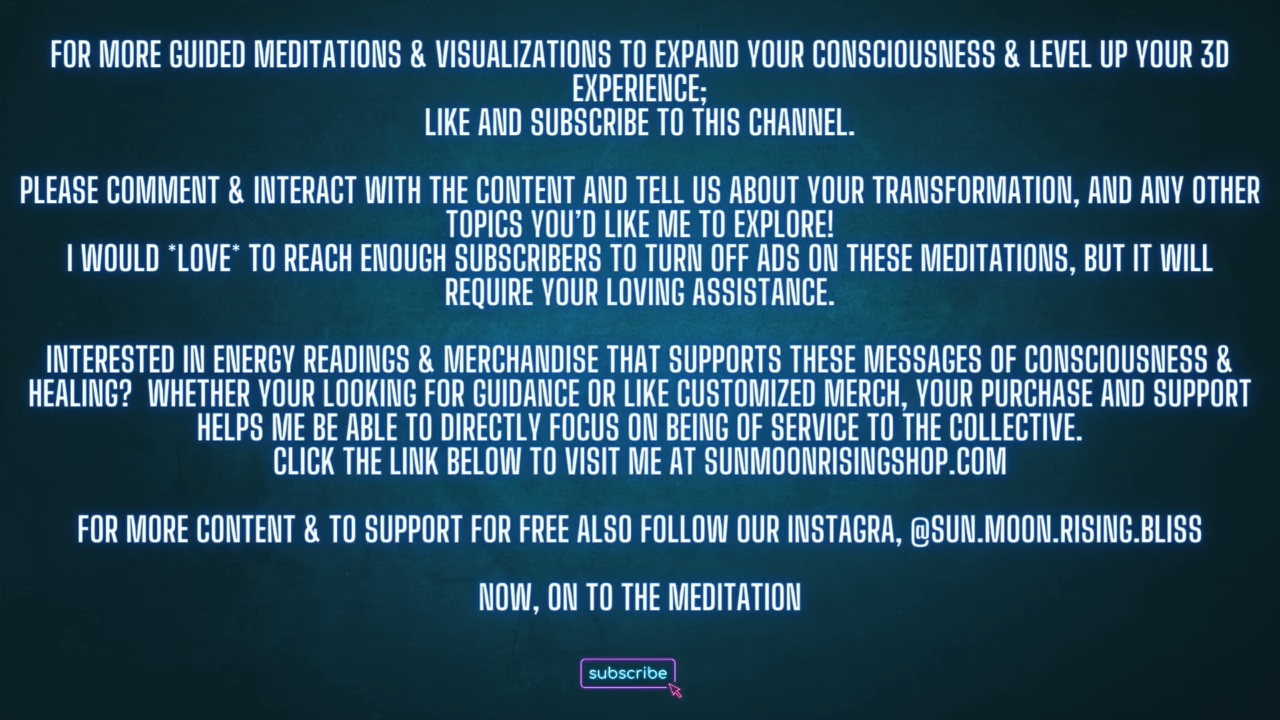 FOR MORE GUIDED MEDITATIONS & VISUALIZATIONS TO EXPAND YOUR CONSCIOUSNESS & LEVEL UP YOUR 3D
EXPERIENCE;
LIKE AND SUBSCRIBE TO THIS CHANNEL.
PLEASE COMMENT & INTERACT WITH THE CONTENT AND TELL US ABOUT YOUR TRANSFORMATION, AND ANY OTHER
TOPICS YOU'D LIKE ME TO EXPLORE!
I WOULD *LOVE* TO REACH ENOUGH SUBSCRIBERS TO TURN OFF ADS ON THESE MEDITATIONS, BUT IT WILL
REQUIRE YOUR LOVING ASSISTANCE.
INTERESTED IN ENERGY READINGS & MERCHANDISE THAT SUPPORTS THESE MESSAGES OF CONSCIOUSNESS &
HEALING?  WHETHER YOUR LOOKING FOR GUIDANCE OR LIKE CUSTOMIZED MERCH, YOUR PURCHASE AND SUPPORT
HELPS ME BE ABLE TO DIRECTLY FOCUS ON BEING OF SERVICE TO THE COLLECTIVE.
CLICK THE LINK BELOW TO VISIT ME AT SUNMOONRISINGSHOP.COM
FOR MORE CONTENT & TO SUPPORT FOR FREE ALSO FOLLOW OUR INSTAGRA, @SUN.MOON.RISING.BLISS
NOW, ON TO THE MEDITATION
subscribe